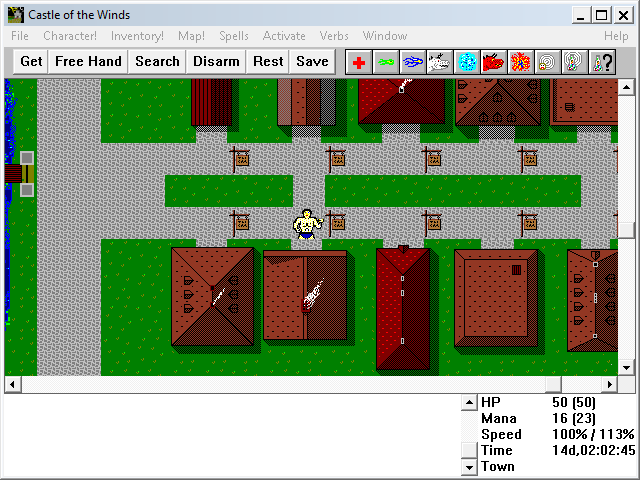 Castle of the Winds
File Character! Inventory! Map! Spells Activate Verbs Window Help
Get Free Hand Search Disarm Rest Save
?
HP 50 (50)
Mana 16 (23)
Speed 100% / 113%
Time 14d,02:02:45
Town